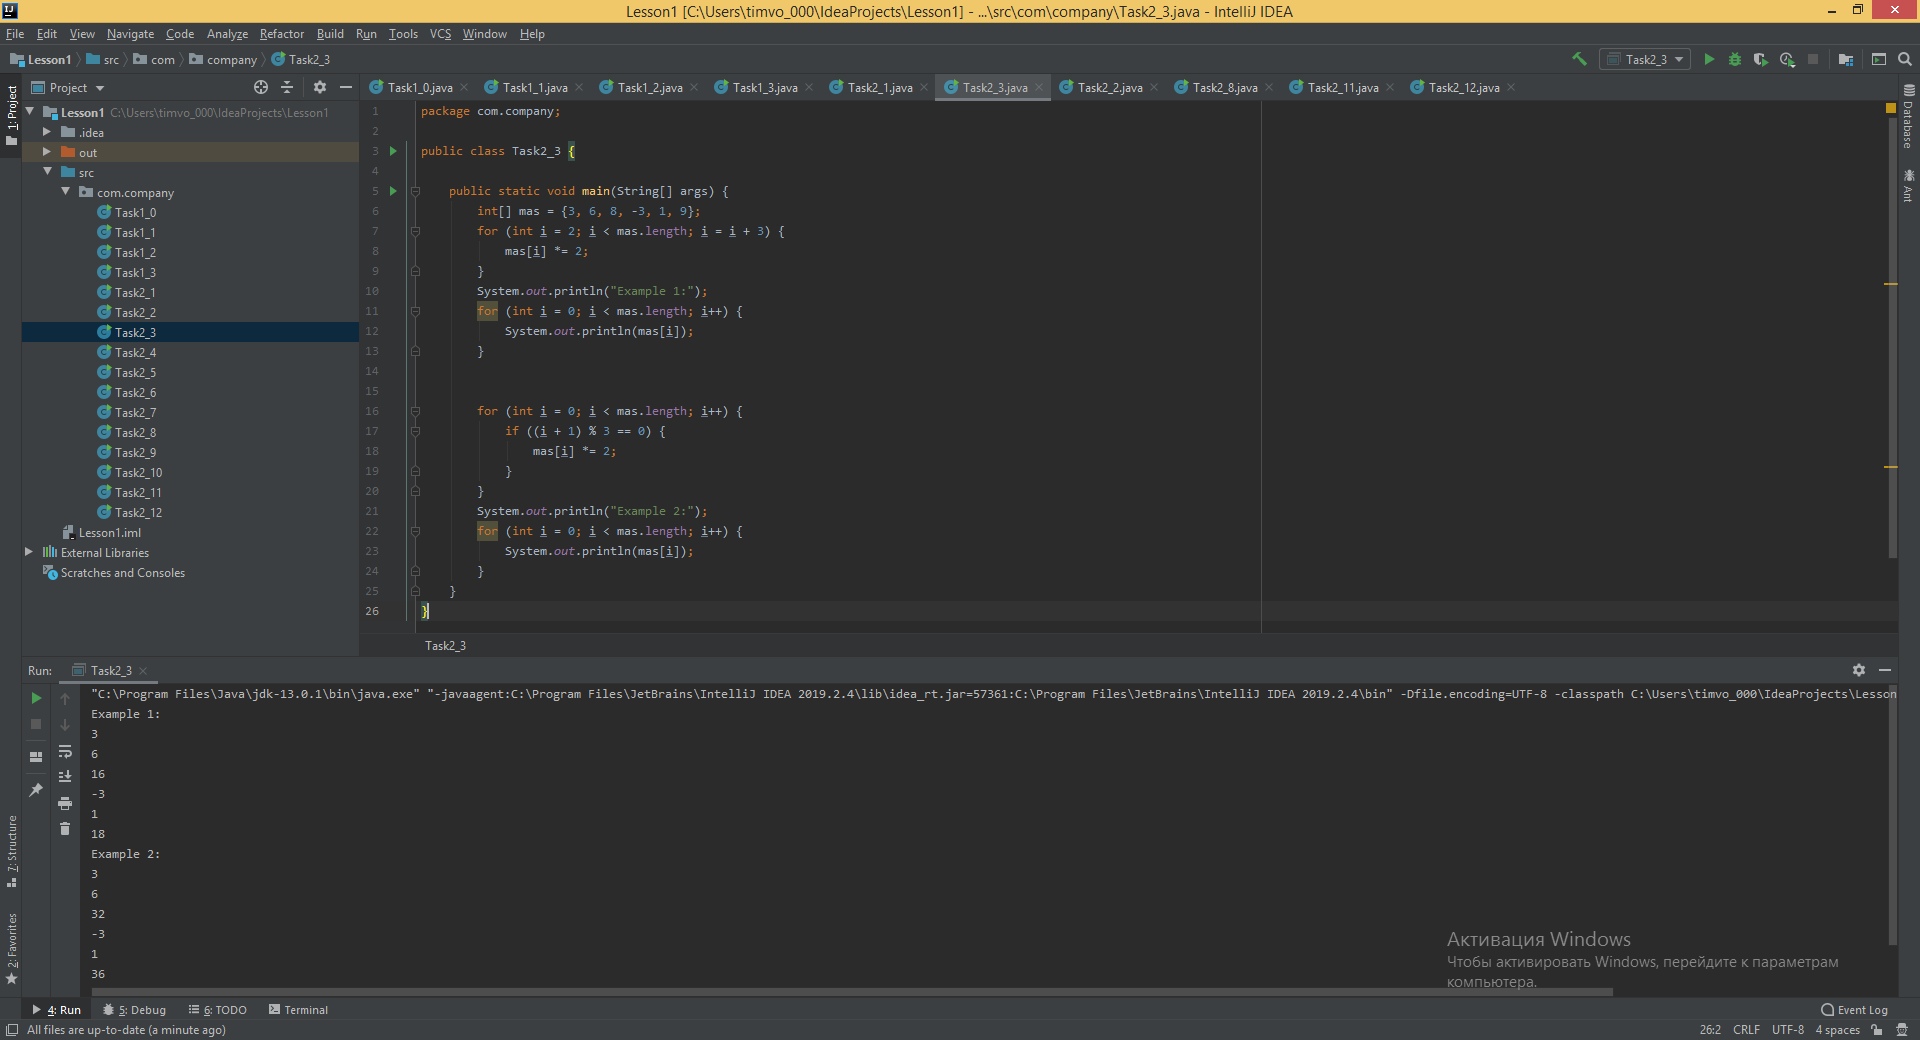 Lesson1 [C:\Users\timvo_000\IdeaProjects\Lesson1] - ...\src\com\company\Task2_3.java - IntelliJ IDEA
File Edit View Navigate Code Analyze Refactor Build Run Tools VCS Window Help
Lesson1 src com company Task2_3 Task2_3
Project
Task1_0.java Task1_1.java Task1_2.java Task1_3.java Task2_1.java Task2_3.java Task2_2.java Task2_8.java Task2_11.java Task2_12.java
1: Project
Lesson1 C:\Users\timvo_000\IdeaProjects\Lesson1
.idea
out
src
com.company
Task1_0
Task1_1
Task1_2
Task1_3
Task2_1
Task2_2
Task2_3
Task2_4
Task2_5
Task2_6
Task2_7
Task2_8
Task2_9
Task2_10
Task2_11
Task2_12
Lesson1.iml
External Libraries
Scratches and Consoles
1 package com.company;
2
3 public class Task2_3 {
4
5 public static void main(String[] args) {
6 int[] mas = {3, 6, 8, -3, 1, 9};
7 for (int i = 2; i < mas.length; i = i + 3) {
8 mas[i] *= 2;
9 }
10 System.out.println("Example 1:");
11 for (int i = 0; i < mas.length; i++) {
12 System.out.println(mas[i]);
13 }
14
15
16 for (int i = 0; i < mas.length; i++) {
17 if ((i + 1) % 3 == 0) {
18 mas[i] *= 2;
19 }
20 }
21 System.out.println("Example 2:");
22 for (int i = 0; i < mas.length; i++) {
23 System.out.println(mas[i]);
24 }
25 }
26 }
Task2_3
Database
Ant
Run: Task2_3
"C:\Program Files\Java\jdk-13.0.1\bin\java.exe" "-javaagent:C:\Program Files\JetBrains\IntelliJ IDEA 2019.2.4\lib\idea_rt.jar=57361:C:\Program Files\JetBrains\IntelliJ IDEA 2019.2.4\bin" -Dfile.encoding=UTF-8 -classpath C:\Users\timvo_000\IdeaProjects\Lesson
Example 1:
3
6
16
-3
1
18
Example 2:
3
6
32
-3
1
36
7: Structure
2: Favorites
Активация Windows
Чтобы активировать Windows, перейдите к параметрам
компьютера.
4: Run 5: Debug 6: TODO Terminal Event Log
All files are up-to-date (a minute ago) 26:2 CRLF UTF-8 4 spaces